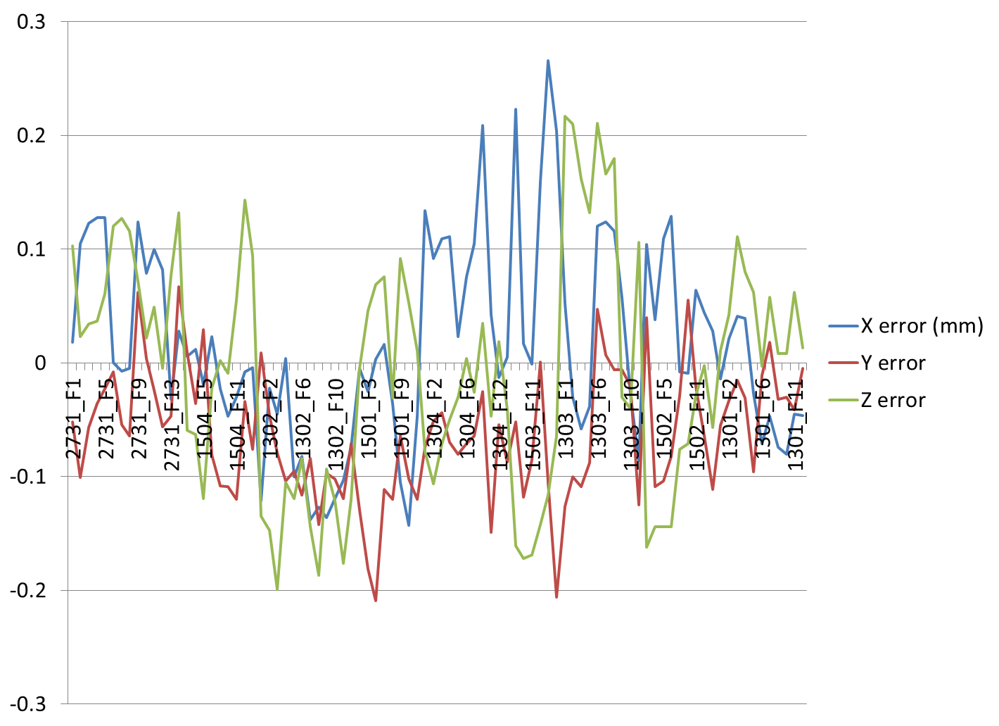 0.3
0.2
0.1
0
-0.1
-0.2
-0.3
2731_F1
2731_F5
2731_F9
2731_F13
1504_F5
1504_F11
1302_F2
1302_F6
1302_F10
1501_F3
1501_F9
1304_F2
1304_F6
1304_F12
1503_F11
1303_F1
1303_F6
1303_F10
1502_F5
1502_F11
1301_F2
1301_F6
1301_F11
X error (mm)
Y error
Z error